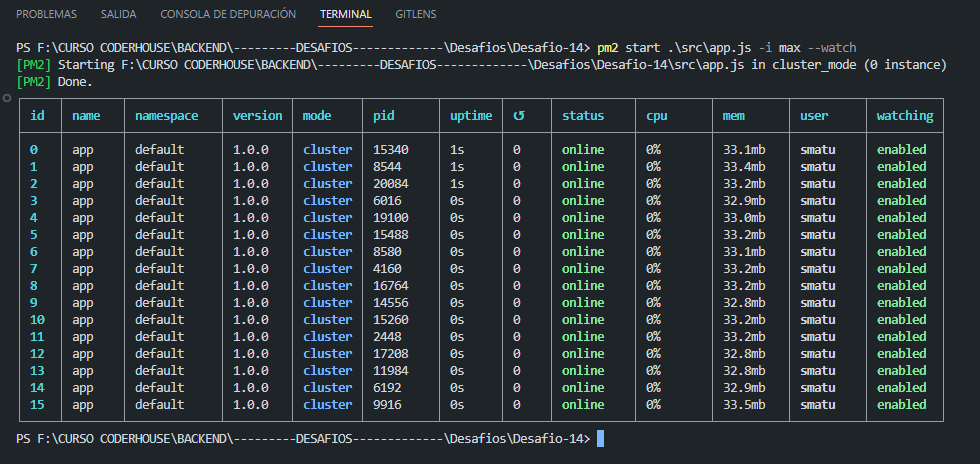 PROBLEMAS SALIDA CONSOLA DE DEPURACIÓN TERMINAL GITLENS
PS F:\CURSO CODERHOUSE\BACKEND\---------DESAFIOS-------------\Desafios\Desafio-14> pm2 start .\src\app.js -i max --watch
[PM2] Starting F:\CURSO CODERHOUSE\BACKEND\---------DESAFIOS-------------\Desafios\Desafio-14\src\app.js in cluster_mode (0 instance)
[PM2] Done.
id name namespace version mode pid uptime ↺ status cpu mem user watching
0 app default 1.0.0 cluster 15340 1s 0 online 0% 33.1mb smatu enabled
1 app default 1.0.0 cluster 8544 1s 0 online 0% 33.4mb smatu enabled
2 app default 1.0.0 cluster 20084 1s 0 online 0% 33.2mb smatu enabled
3 app default 1.0.0 cluster 6016 0s 0 online 0% 32.9mb smatu enabled
4 app default 1.0.0 cluster 19100 0s 0 online 0% 33.0mb smatu enabled
5 app default 1.0.0 cluster 15488 0s 0 online 0% 33.2mb smatu enabled
6 app default 1.0.0 cluster 8580 0s 0 online 0% 33.1mb smatu enabled
7 app default 1.0.0 cluster 4160 0s 0 online 0% 33.2mb smatu enabled
8 app default 1.0.0 cluster 16764 0s 0 online 0% 33.2mb smatu enabled
9 app default 1.0.0 cluster 14556 0s 0 online 0% 32.8mb smatu enabled
10 app default 1.0.0 cluster 15260 0s 0 online 0% 33.2mb smatu enabled
11 app default 1.0.0 cluster 2448 0s 0 online 0% 33.2mb smatu enabled
12 app default 1.0.0 cluster 17208 0s 0 online 0% 32.8mb smatu enabled
13 app default 1.0.0 cluster 11984 0s 0 online 0% 32.8mb smatu enabled
14 app default 1.0.0 cluster 6192 0s 0 online 0% 32.9mb smatu enabled
15 app default 1.0.0 cluster 9916 0s 0 online 0% 33.5mb smatu enabled
PS F:\CURSO CODERHOUSE\BACKEND\---------DESAFIOS-------------\Desafios\Desafio-14>